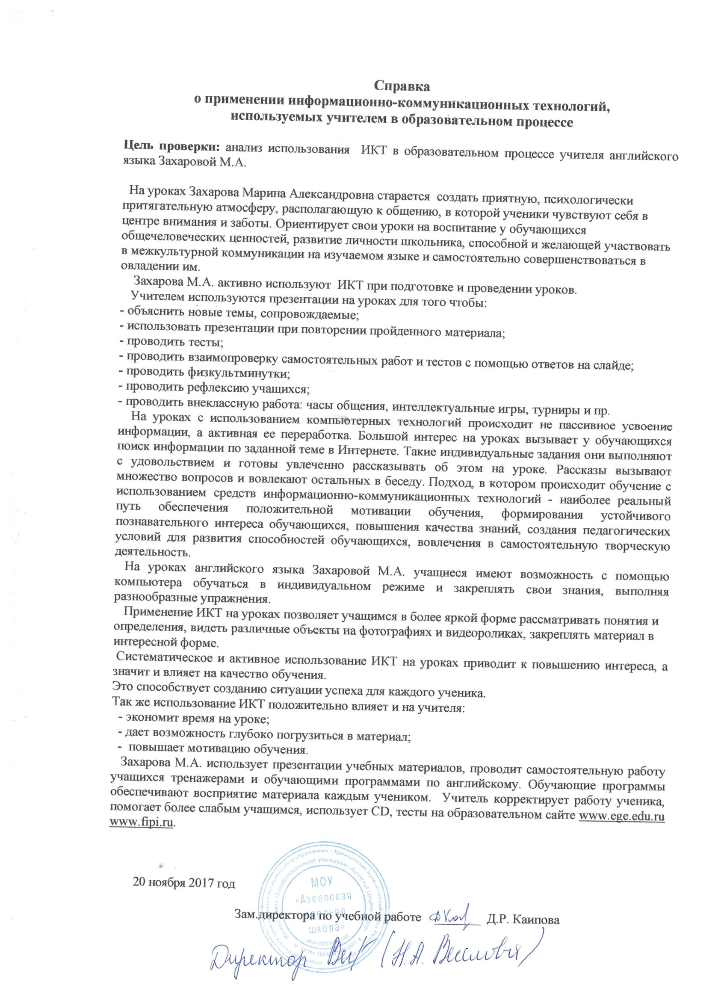 Справка
о применении информационно-коммуникационных технологий,
используемых учителем в образовательном процессе
Цель проверки: анализ использования ИКТ в образовательном процессе учителя английского
языка Захаровой М.А.
На уроках Захарова Марина Александровна старается создать приятную, психологически
притягательную атмосферу, располагающую к общению, в которой ученики чувствуют себя в
центре внимания и заботы. Ориентирует свои уроки на воспитание у обучающихся
общечеловеческих ценностей, развитие личности школьника, способной и желающей участвовать
в межкультурной коммуникации на изучаемом языке и самостоятельно совершенствоваться в
овладении им.
Захарова М.А. активно используют ИКТ при подготовке и проведении уроков.
Учителем используются презентации на уроках для того чтобы:
- объяснить новые темы, сопровождаемые;
- использовать презентации при повторении пройденного материала;
- проводить тесты;
- проводить взаимопроверку самостоятельных работ и тестов с помощью ответов на слайде;
- проводить физкультминутки;
- проводить рефлексию учащихся;
- проводить внеклассную работа: часы общения, интеллектуальные игры, турниры и пр.
На уроках с использованием компьютерных технологий происходит не пассивное усвоение
информации, а активная ее переработка. Большой интерес на уроках вызывает у обучающихся
поиск информации по заданной теме в Интернете. Такие индивидуальные задания они выполняют
с удовольствием и готовы увлеченно рассказывать об этом на уроке. Рассказы вызывают
множество вопросов и вовлекают остальных в беседу. Подход, в котором происходит обучение с
использованием средств информационно-коммуникационных технологий - наиболее реальный
путь обеспечения положительной мотивации обучения, формирования устойчивого
познавательного интереса обучающихся, повышения качества знаний, создания педагогических
условий для развития способностей обучающихся, вовлечения в самостоятельную творческую
деятельность.
На уроках английского языка Захаровой М.А. учащиеся имеют возможность с помощью
компьютера обучаться в индивидуальном режиме и закреплять свои знания, выполняя
разнообразные упражнения.
Применение ИКТ на уроках позволяет учащимся в более яркой форме рассматривать понятия и
определения, видеть различные объекты на фотографиях и видеороликах, закреплять материал в
интересной форме.
Систематическое и активное использование ИКТ на уроках приводит к повышению интереса, а
значит и влияет на качество обучения.
Это способствует созданию ситуации успеха для каждого ученика.
Так же использование ИКТ положительно влияет и на учителя:
- экономит время на уроке;
- дает возможность глубоко погрузиться в материал;
- повышает мотивацию обучения.
Захарова М.А. использует презентации учебных материалов, проводит самостоятельную работу
учащихся тренажерами и обучающими программами по английскому. Обучающие программы
обеспечивают восприятие материала каждым учеником. Учитель корректирует работу ученика,
помогает более слабым учащимся, использует CD, тесты на образовательном сайте www.ege.edu.ru
www.fipi.ru.
20 ноября 2017 год
МОУ
«Азеевская
средняя
школа»
Зам.директора по учебной работе Д.Р. Каипова
Директор (Н.А. Веселовая)